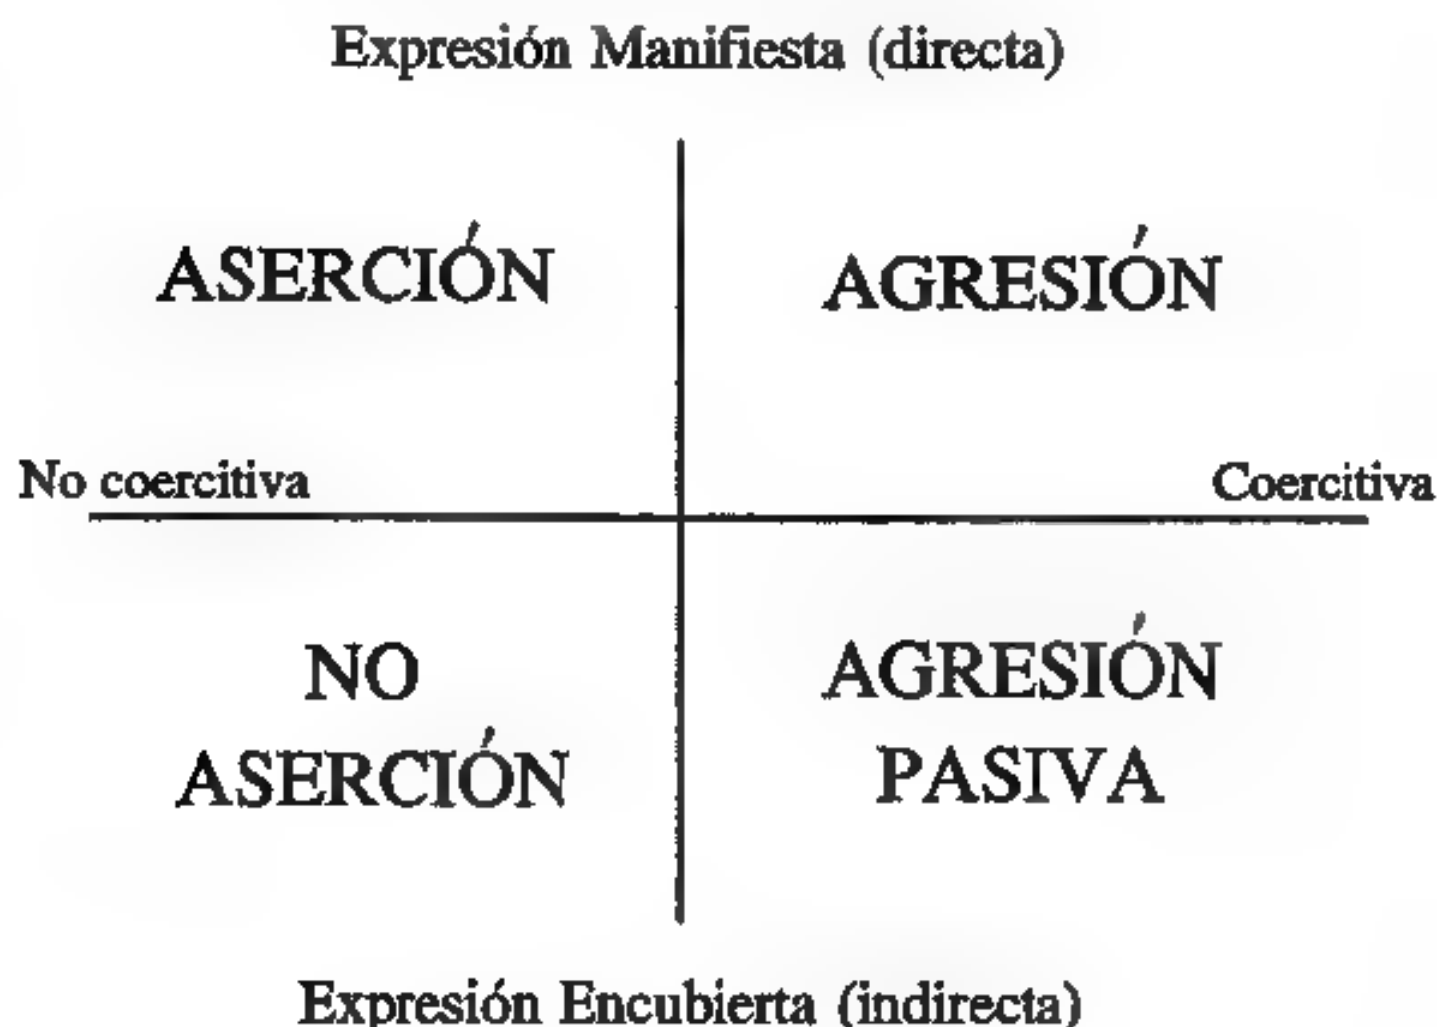 Expresión Manifiesta (directa)
ASERCIÓN
AGRESIÓN
No coercitiva
Coercitiva
NO
ASERCIÓN
AGRESIÓN
PASIVA
Expresión Encubierta (indirecta)